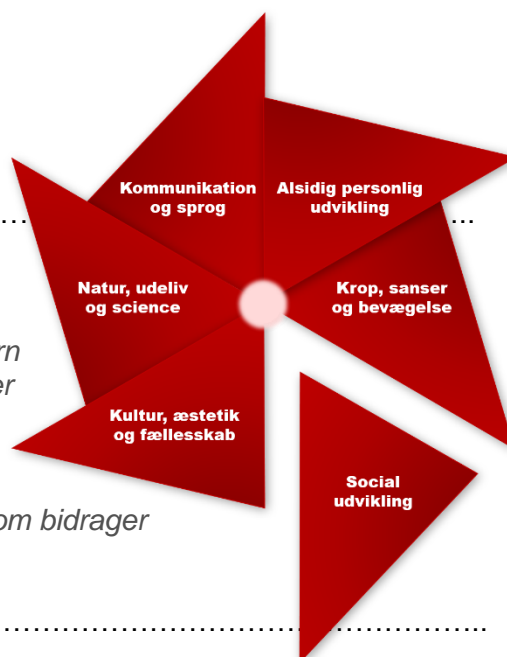 Kommunikation
og sprog
Alsidig personlig
udvikling
Natur, udeliv
og science
Krop, sanser
og bevægelse
Kultur, æstetik
og fællesskab
Social
udvikling
bidrager